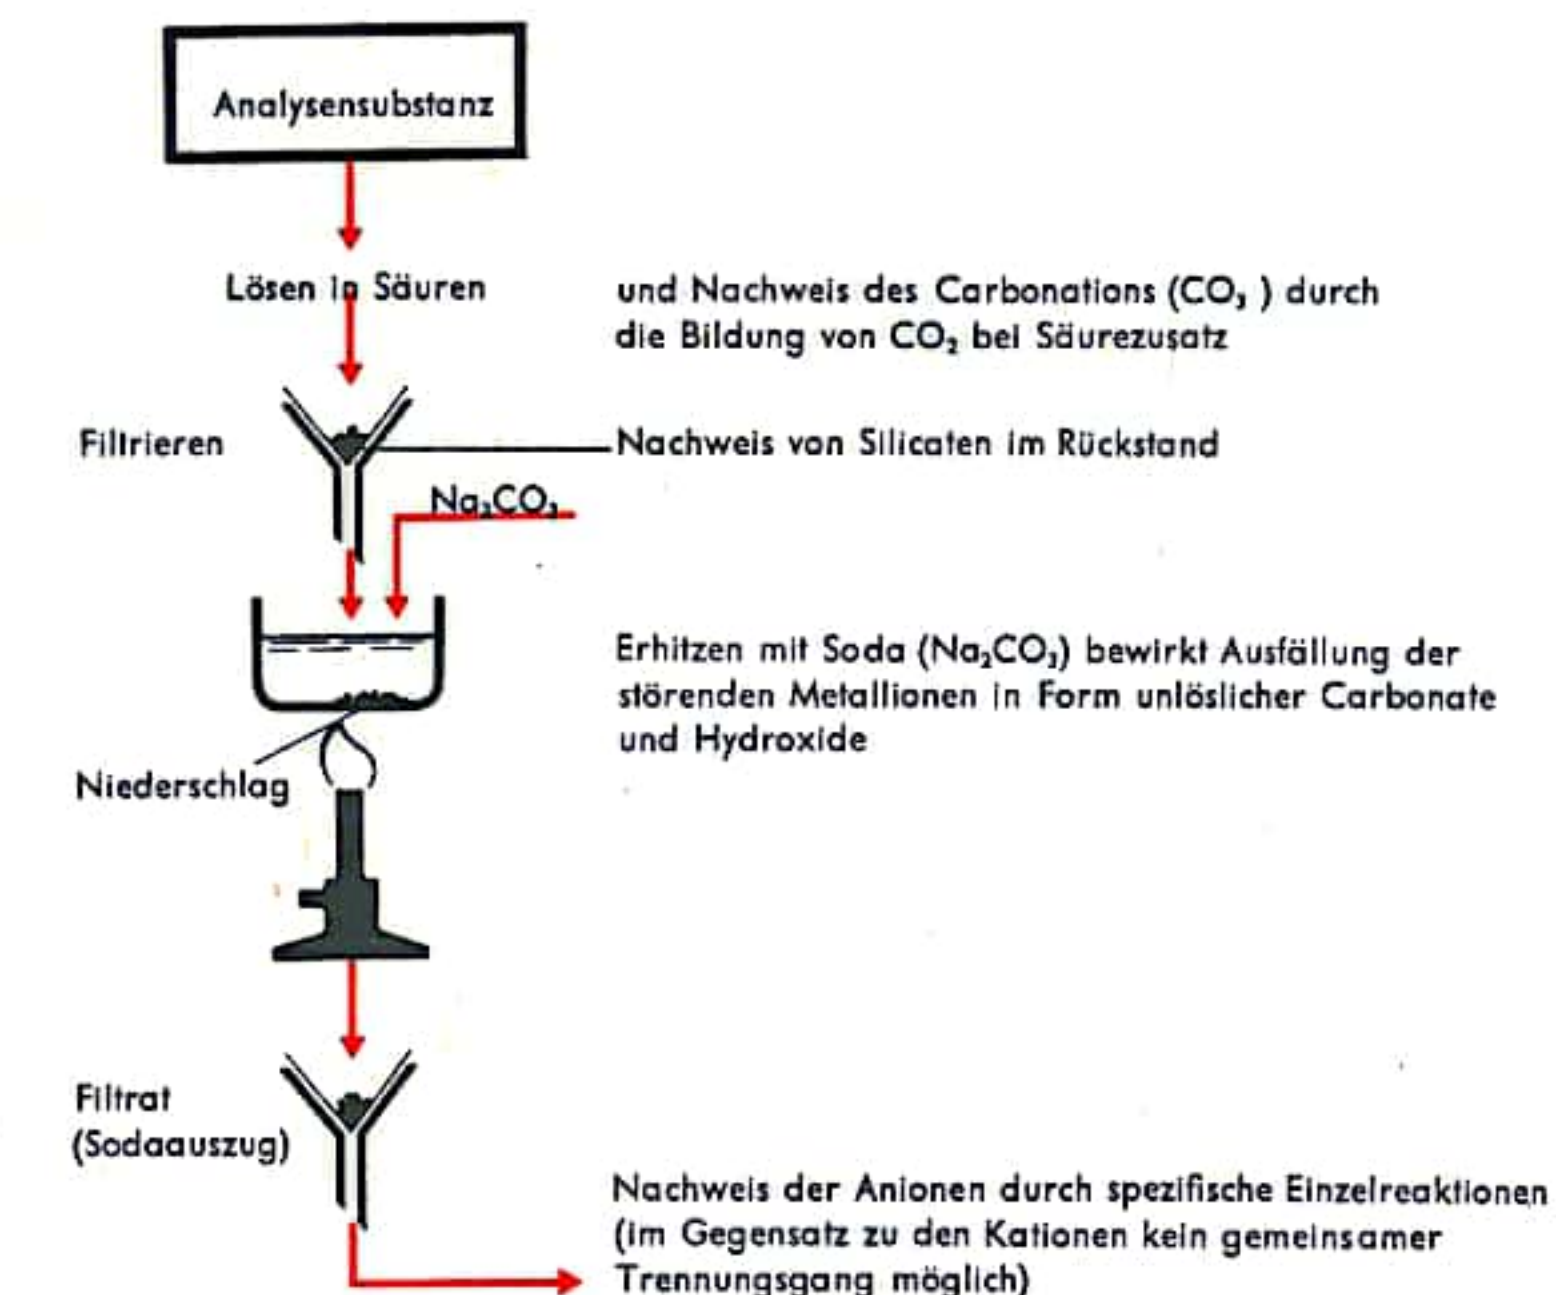 Analysensubstanz
Lösen in Säuren
und Nachweis des Carbonations (CO₃ ) durch
die Bildung von CO₂ bei Säurezusatz
Filtrieren
Nachweis von Silicaten im Rückstand
Na₂CO₃
Erhitzen mit Soda (Na₂CO₃) bewirkt Ausfällung der
störenden Metallionen in Form unlöslicher Carbonate
und Hydroxide
Niederschlag
Filtrat
(Sodaauszug)
Nachweis der Anionen durch spezifische Einzelreaktionen
(im Gegensatz zu den Kationen kein gemeinsamer
Trennungsgang möglich)